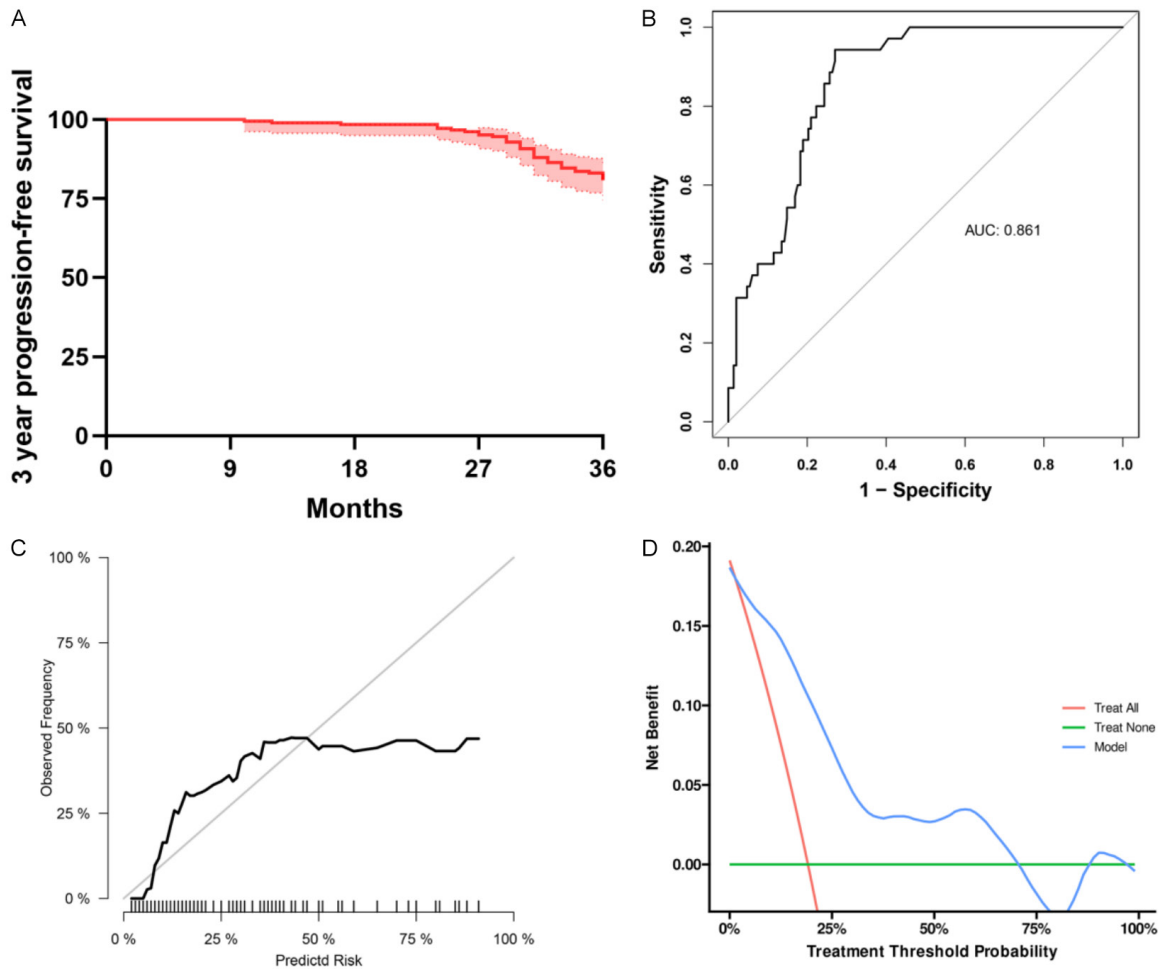 A
3 year progression-free survival
100
75
50
25
0
0 9 18 27 36
Months
B
Sensitivity
1.0
0.8
0.6
0.4
0.2
0.0
AUC: 0.861
0.0 0.2 0.4 0.6 0.8 1.0
1 − Specificity
C
Observed Frequency
100 %
75 %
50 %
25 %
0 %
0 % 25 % 50 % 75 % 100 %
Predictd Risk
D
Net Benefit
0.20
0.15
0.10
0.05
0.00
Treat All
Treat None
Model
0% 25% 50% 75% 100%
Treatment Threshold Probability